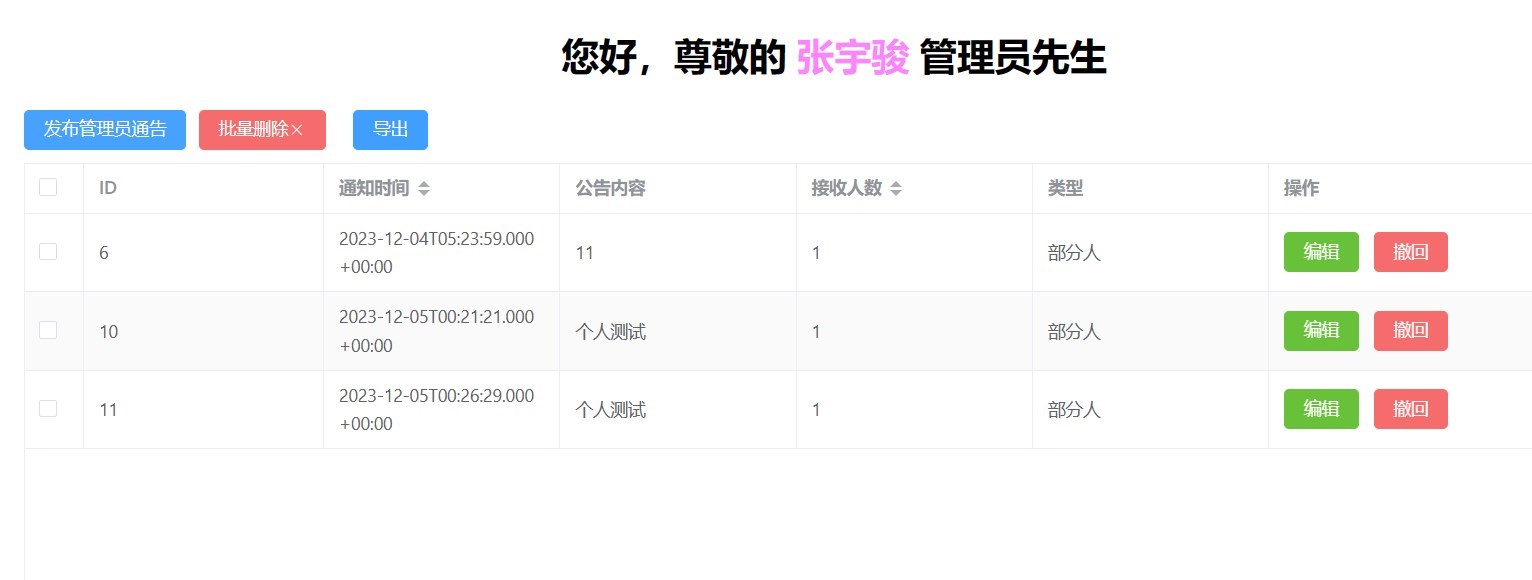 您好，尊敬的 张宇骏 管理员先生
发布管理员通告 批量删除× 导出
ID 通知时间 公告内容 接收人数 类型 操作
6 2023-12-04T05:23:59.000 11 1 部分人 编辑 撤回
+00:00
10 2023-12-05T00:21:21.000 个人测试 1 部分人 编辑 撤回
+00:00
11 2023-12-05T00:26:29.000 个人测试 1 部分人 编辑 撤回
+00:00